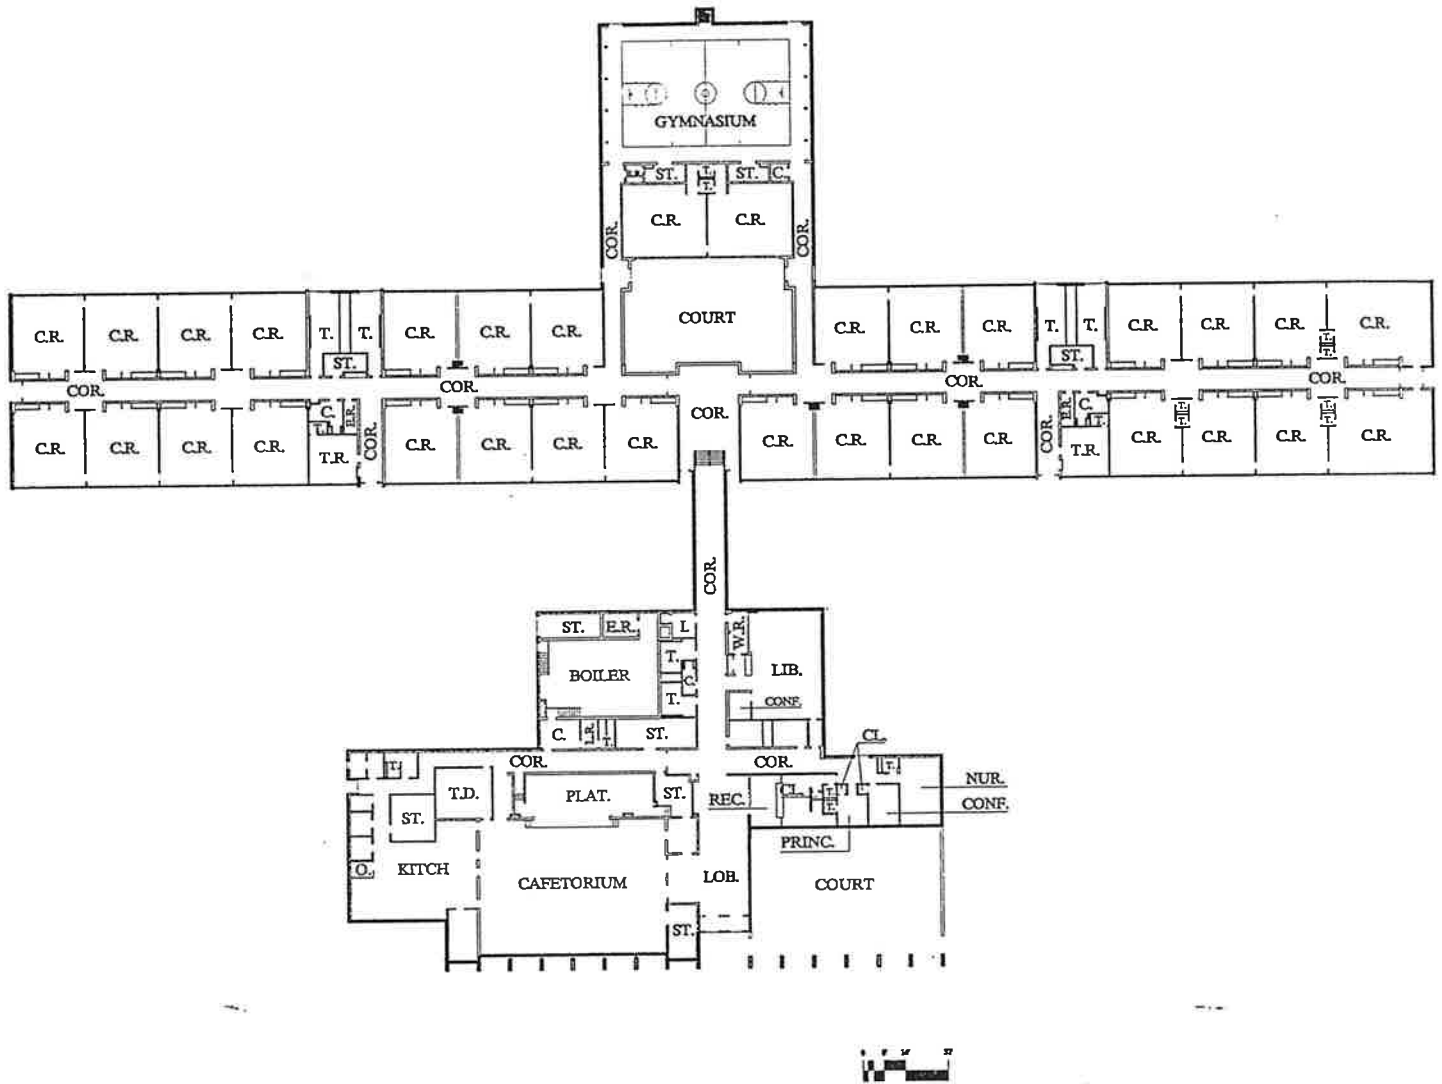 GYMNASIUM
ST. T. ST. C.
T.
C.R. C.R.
COR. COR.
COURT
C.R. C.R. C.R. C.R. T. T. C.R. C.R. C.R. C.R. C.R. C.R. T. T. C.R. C.R. C.R. C.R.
ST. ST.
COR. COR. COR. COR.
COR.
C. E.R. E.R. C.
T. T.
C.R. C.R. C.R. C.R. T.R. COR. C.R. C.R. C.R. C.R. C.R. C.R. C.R. C.R. COR. T.R. C.R. C.R. C.R. C.R.
COR.
ST. E.R. W.R.
T.
BOILER C. LIB.
T. CONF.
C. T. ST. CL.
COR. COR.
T. T.
T.D. PLAT. ST. REC. CL. NUR.
ST. CONF.
PRINC.
O. KITCH CAFETORIUM LOB. COURT
ST.